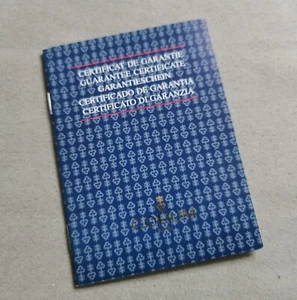 CERTIFICAT DE GARANTIE
GUARANTEE CERTIFICATE
GARANTIESCHEIN
CERTIFICADO DE GARANTIA
CERTIFICATO DI GARANZIA